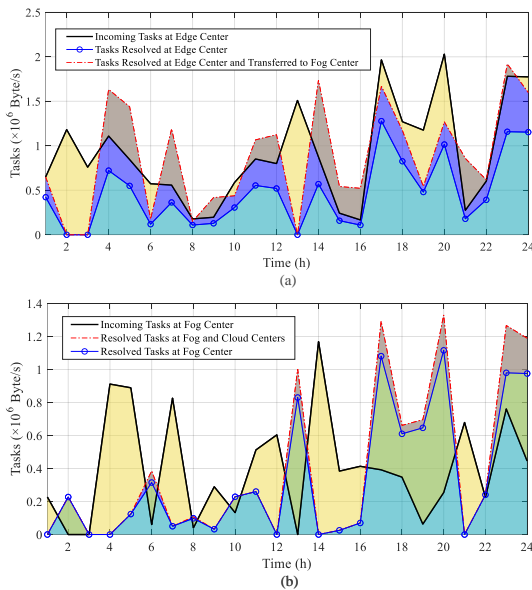 2.5
2
1.5
1
0.5
0
Tasks (×10⁶ Byte/s)
Incoming Tasks at Edge Center
Tasks Resolved at Edge Center
Tasks Resolved at Edge Center and Transferred to Fog Center
2 4 6 8 10 12 14 16 18 20 22 24
Time (h)
(a)
1.4
1.2
1
0.8
0.6
0.4
0.2
0
Tasks (×10⁶ Byte/s)
Incoming Tasks at Fog Center
Resolved Tasks at Fog and Cloud Centers
Resolved Tasks at Fog Center
2 4 6 8 10 12 14 16 18 20 22 24
Time (h)
(b)